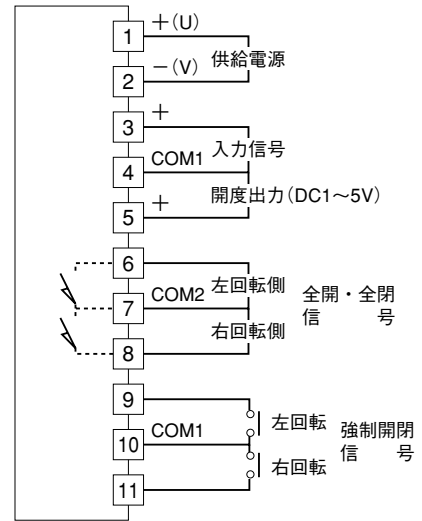 1 +(U)
供給電源
2 −(V)
3 +
入力信号
4 COM1
開度出力(DC1~5V)
5 +
6
左回転側
7 COM2
右回転側
8
全開・全閉
信 号
9
左回転
10 COM1
右回転
11
強制開閉
信 号